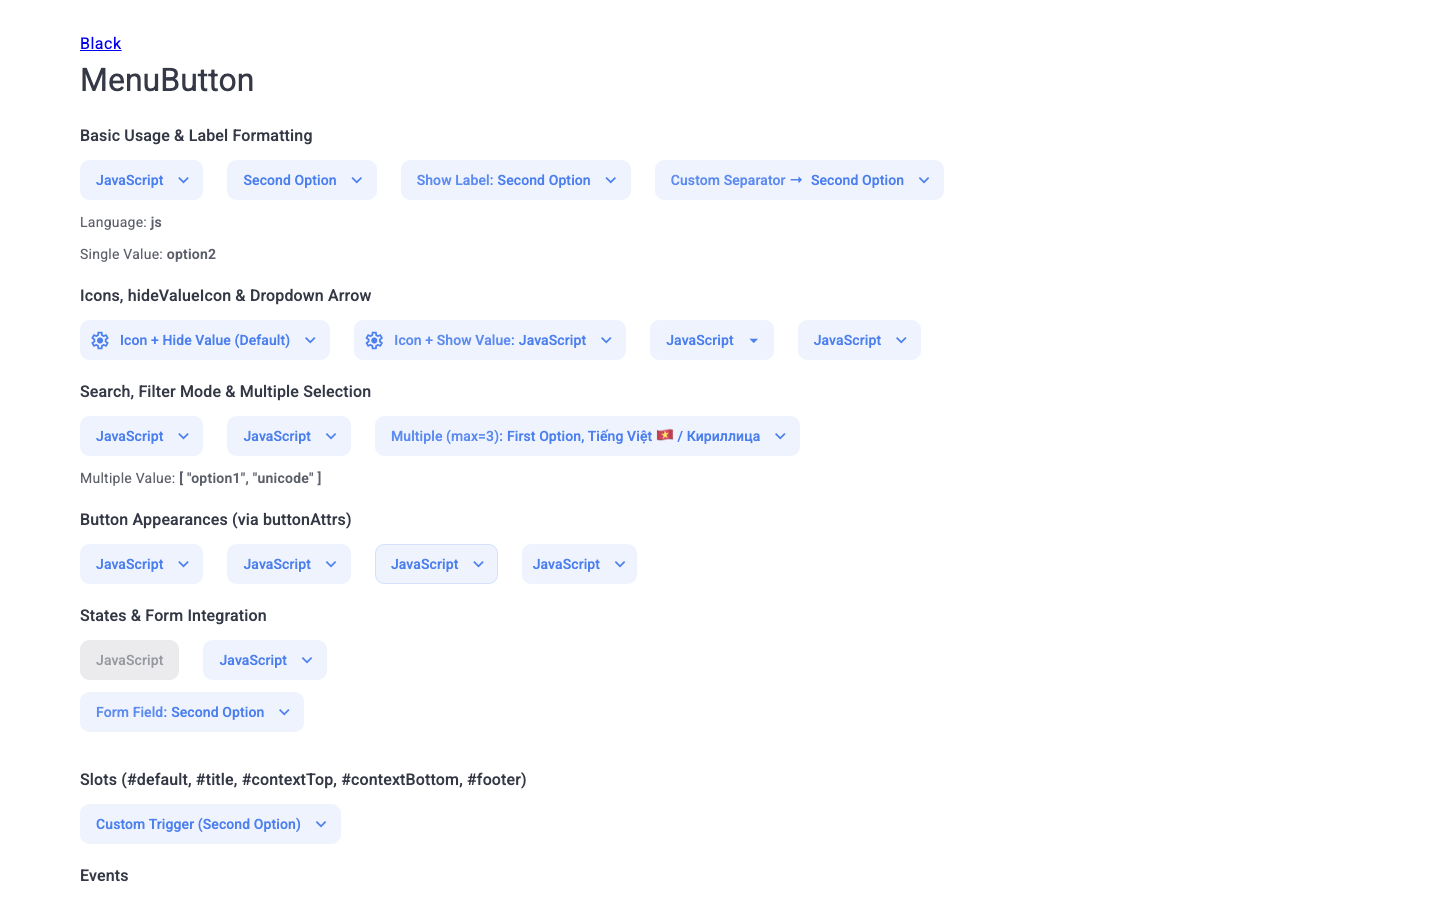 Black
MenuButton
Basic Usage & Label Formatting
JavaScript Second Option Show Label: Second Option Custom Separator → Second Option
Language: js
Single Value: option2
Icons, hideValueIcon & Dropdown Arrow
Icon + Hide Value (Default) Icon + Show Value: JavaScript JavaScript JavaScript
Search, Filter Mode & Multiple Selection
JavaScript JavaScript Multiple (max=3): First Option, Tiếng Việt 🇻🇳 / Кириллица
Multiple Value: [ "option1", "unicode" ]
Button Appearances (via buttonAttrs)
JavaScript JavaScript JavaScript JavaScript
States & Form Integration
JavaScript JavaScript
Form Field: Second Option
Slots (#default, #title, #contextTop, #contextBottom, #footer)
Custom Trigger (Second Option)
Events